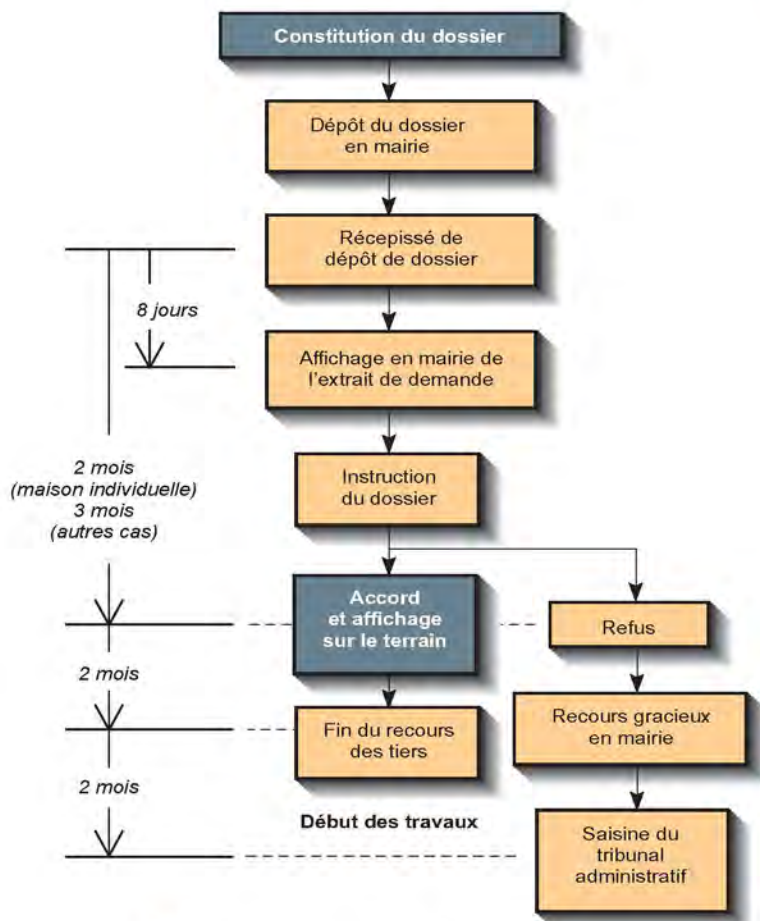 Constitution du dossier
Dépôt du dossier
en mairie
Récepissé de
dépôt de dossier
8 jours
Affichage en mairie de
l'extrait de demande
2 mois
(maison individuelle)
3 mois
(autres cas)
Instruction
du dossier
Accord
et affichage
sur le terrain
Refus
2 mois
Fin du recours
des tiers
Recours gracieux
en mairie
2 mois
Début des travaux
Saisine du
tribunal
administratif